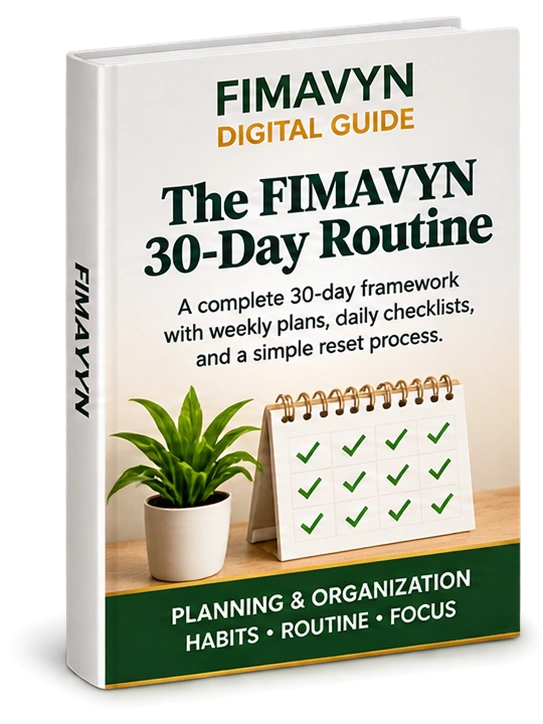 FIMAVYN
DIGITAL GUIDE
The FIMAVYN
30-Day Routine
A complete 30-day framework
with weekly plans, daily checklists,
and a simple reset process.
PLANNING & ORGANIZATION
HABITS • ROUTINE • FOCUS
FIMAVYN